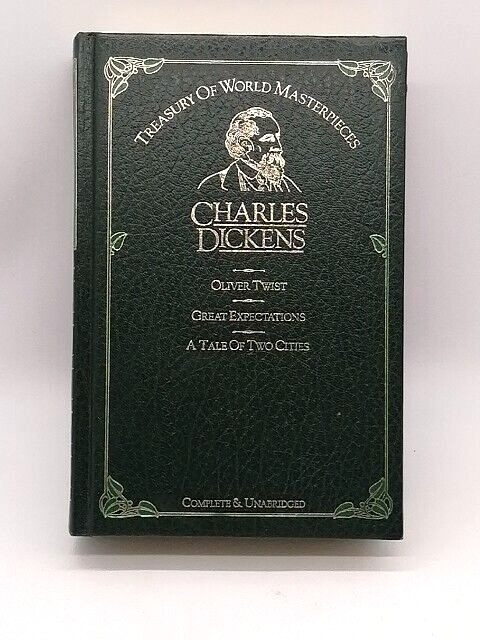 Treasury Of World Masterpieces
Charles
Dickens
Oliver Twist
Great Expectations
A Tale Of Two Cities
Complete & Unabridged